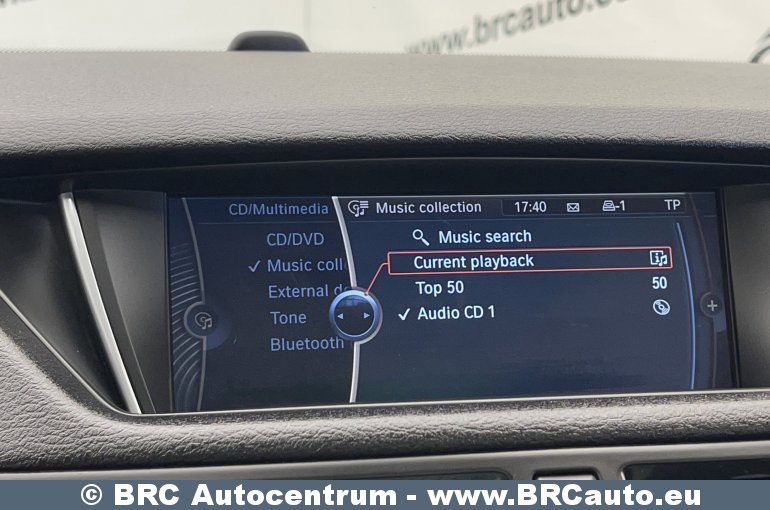 www.brcauto.eu
CD/Multimedia
Music collection
17:40
-1
TP
CD/DVD
Music coll
External d
Tone
Bluetooth
Music search
Current playback
Top 50
50
Audio CD 1
© BRC Autocentrum - www.BRCauto.eu